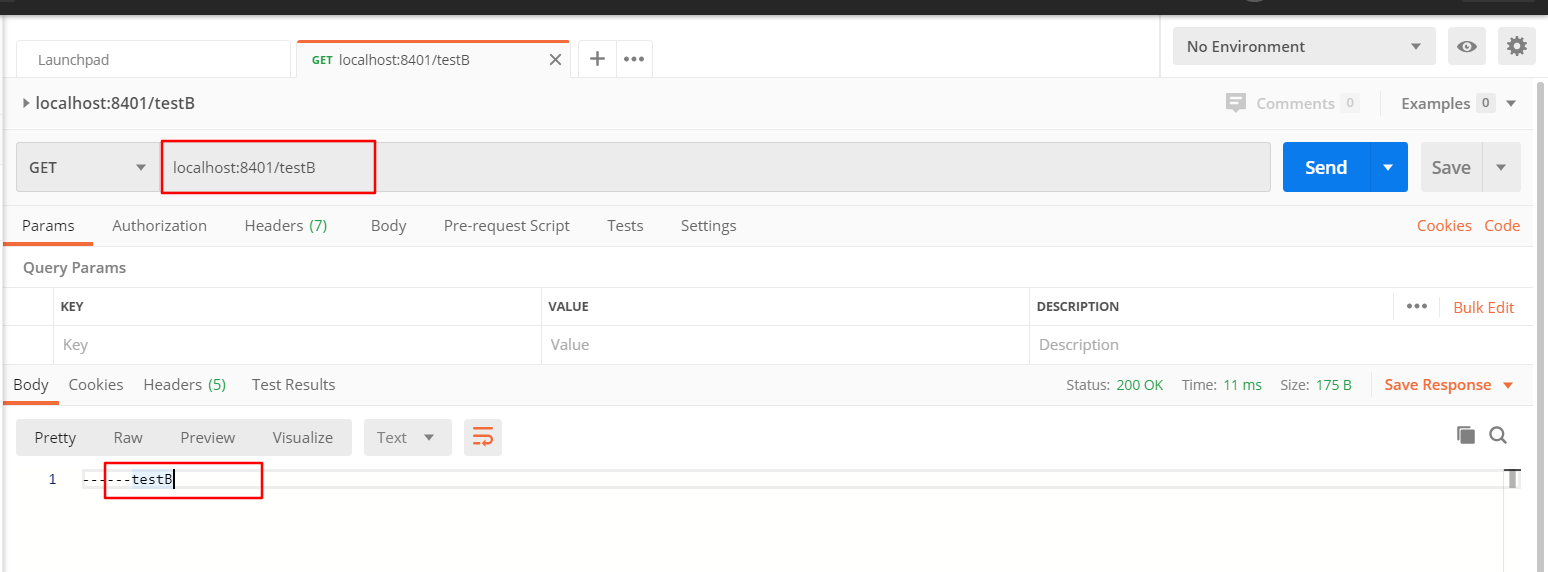 Launchpad GET localhost:8401/testB No Environment
localhost:8401/testB Comments 0 Examples 0
GET localhost:8401/testB Send Save
Params Authorization Headers (7) Body Pre-request Script Tests Settings Cookies Code
Query Params
KEY VALUE DESCRIPTION Bulk Edit
Key Value Description
Body Cookies Headers (5) Test Results Status: 200 OK Time: 11 ms Size: 175 B Save Response
Pretty Raw Preview Visualize Text
1 ------testB